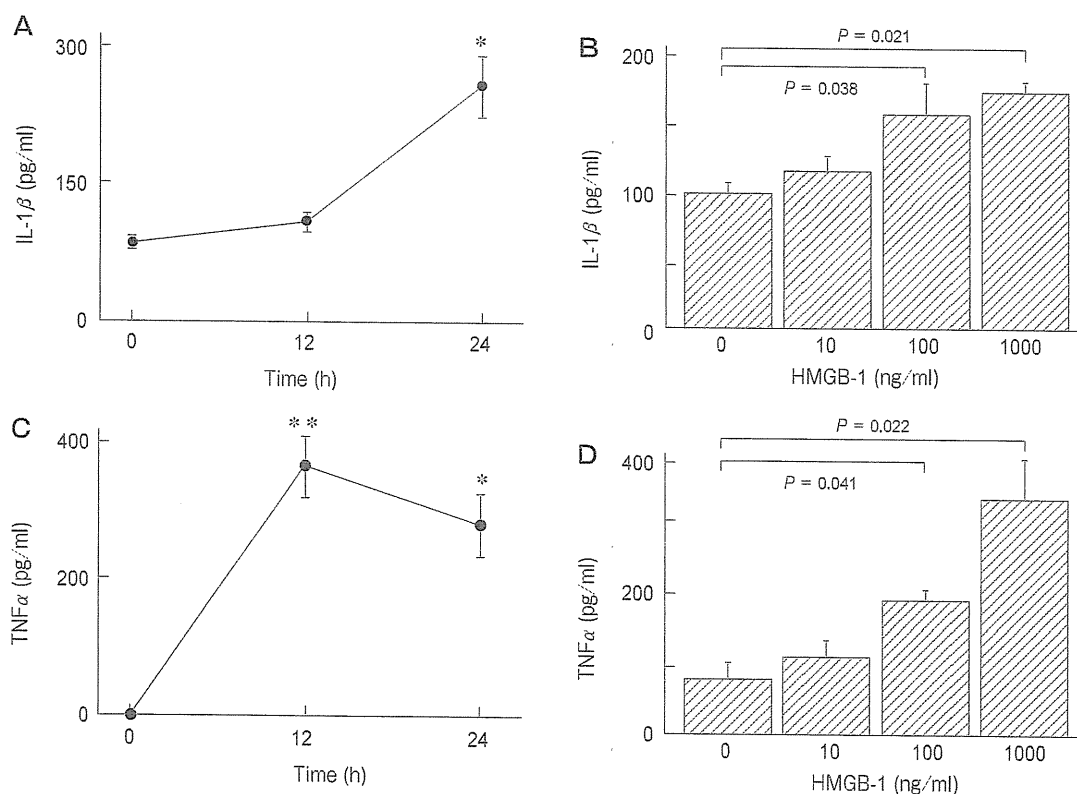 A
300
150
0
IL-1β (pg/ml)
*
0 12 24
Time (h)
B
200
100
0
IL-1β (pg/ml)
P = 0.021
P = 0.038
0 10 100 1000
HMGB-1 (ng/ml)
C
400
200
0
TNFα (pg/ml)
**
*
0 12 24
Time (h)
D
400
200
0
TNFα (pg/ml)
P = 0.022
P = 0.041
0 10 100 1000
HMGB-1 (ng/ml)